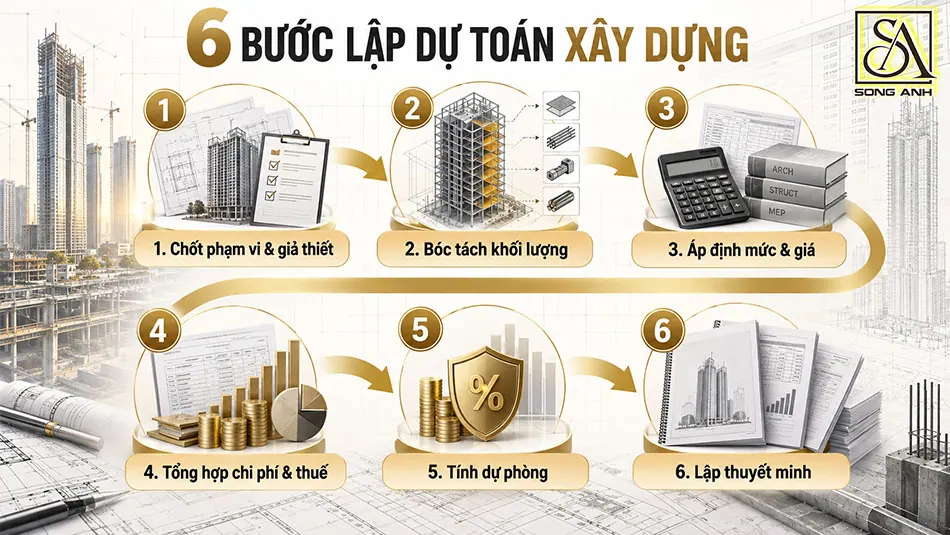 6 BƯỚC LẬP DỰ TOÁN XÂY DỰNG
SA
SONG ANH
1
2
3
ARCH
STRUCT
MEP
1. Chốt phạm vi & giả thiết
2. Bóc tách khối lượng
3. Áp định mức & giá
4
5
6
%
4. Tổng hợp chi phí & thuế
5. Tính dự phòng
6. Lập thuyết minh